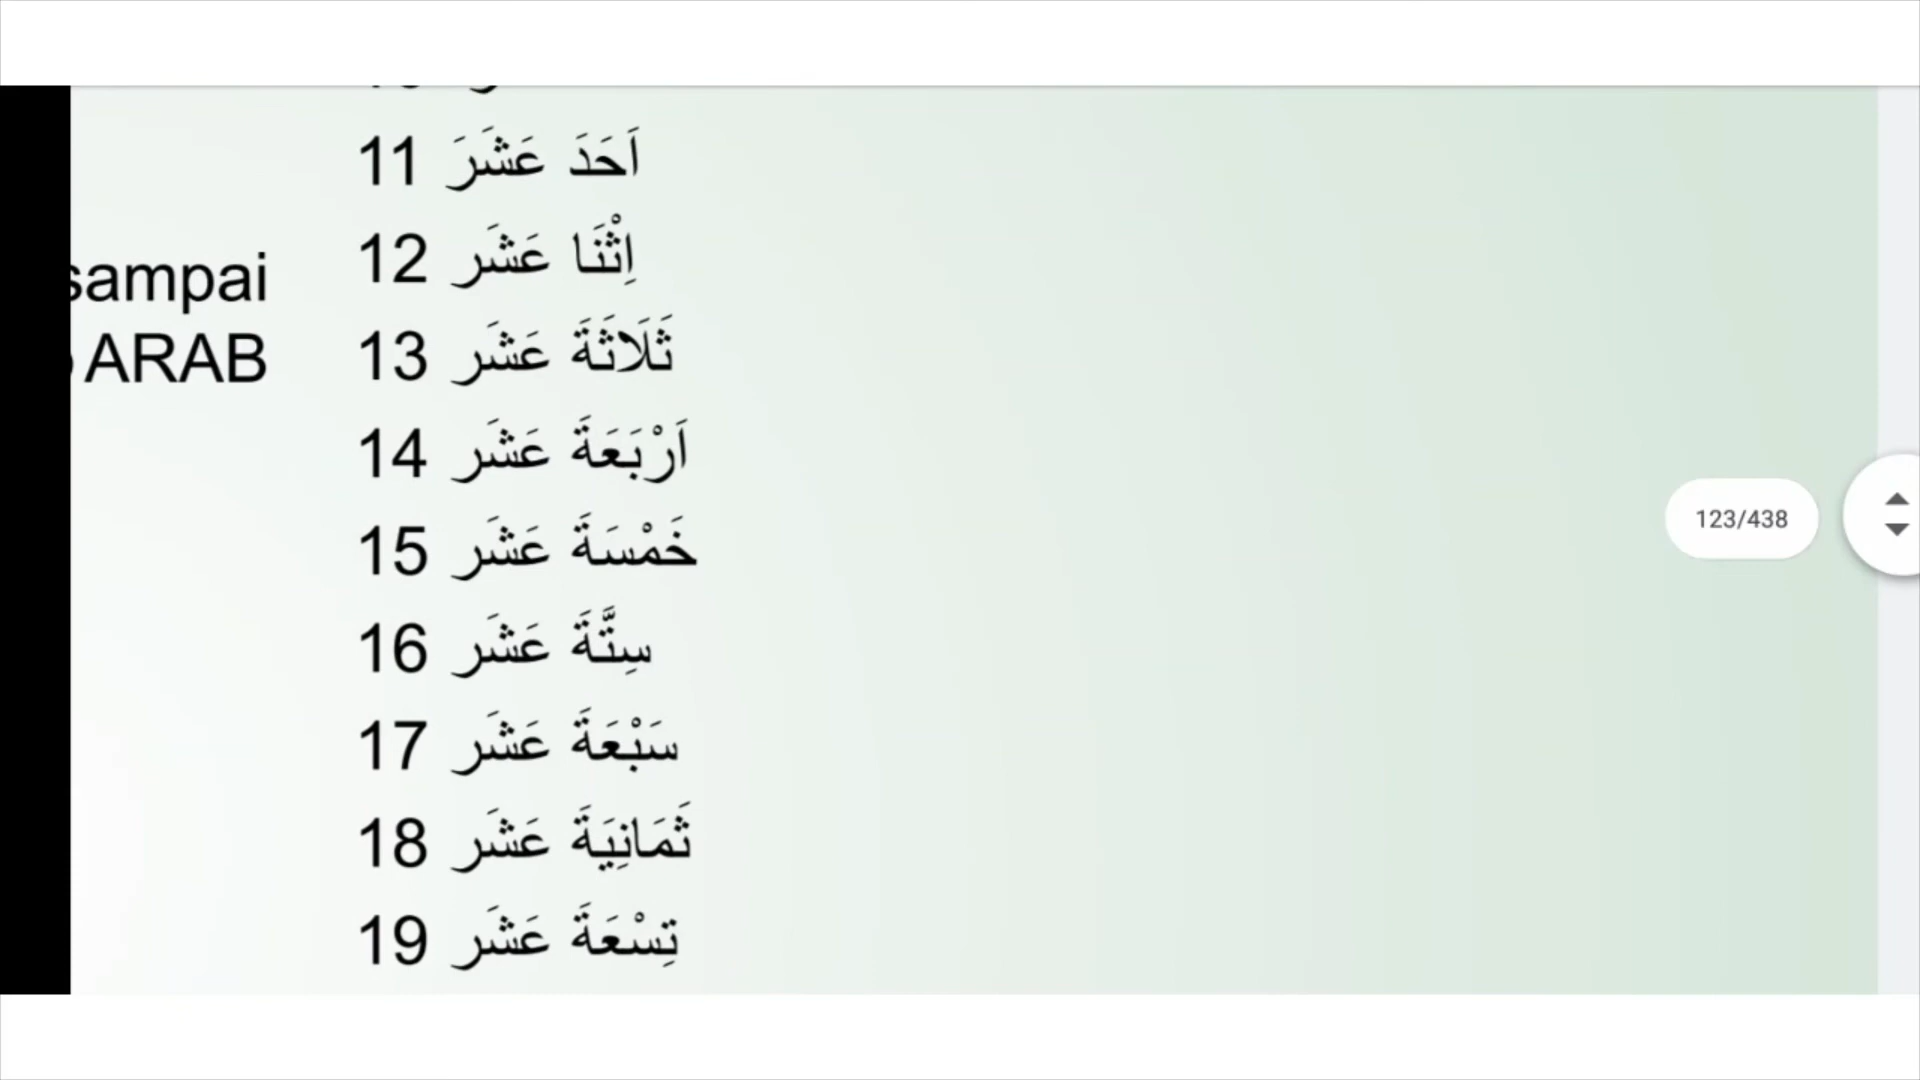 sampai
ARAB
11 اَحَدَ عَشَرَ
12 اِثْنَا عَشَر
13 ثَلَاثَةَ عَشَر
14 اَرْبَعَةَ عَشَر
15 خَمْسَةَ عَشَر
16 سِتَّةَ عَشَر
17 سَبْعَةَ عَشَر
18 ثَمَانِيَةَ عَشَر
19 تِسْعَةَ عَشَر
123/438